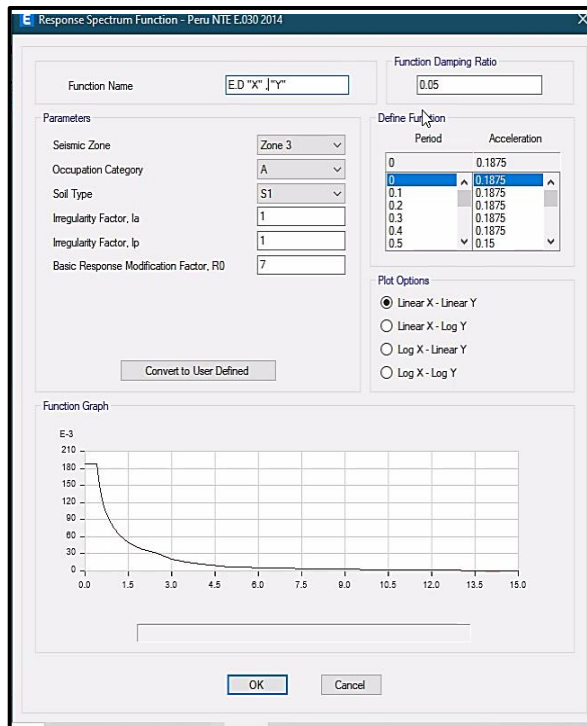 E Response Spectrum Function - Peru NTE E.030 2014
Function Name
E.D "X" , "Y"
Function Damping Ratio
0.05
Parameters
Seismic Zone
Zone 3
Occupation Category
A
Soil Type
S1
Irregularity Factor, Ia
1
Irregularity Factor, Ip
1
Basic Response Modification Factor, R0
7
Convert to User Defined
Define Function
Period Acceleration
0 0.1875
0 0.1875
0.1 0.1875
0.2 0.1875
0.3 0.1875
0.4 0.1875
0.5 0.15
Plot Options
Linear X - Linear Y
Linear X - Log Y
Log X - Linear Y
Log X - Log Y
Function Graph
E-3
210
180
150
120
90
60
30
0
0.0 1.5 3.0 4.5 6.0 7.5 9.0 10.5 12.0 13.5 15.0
OK Cancel